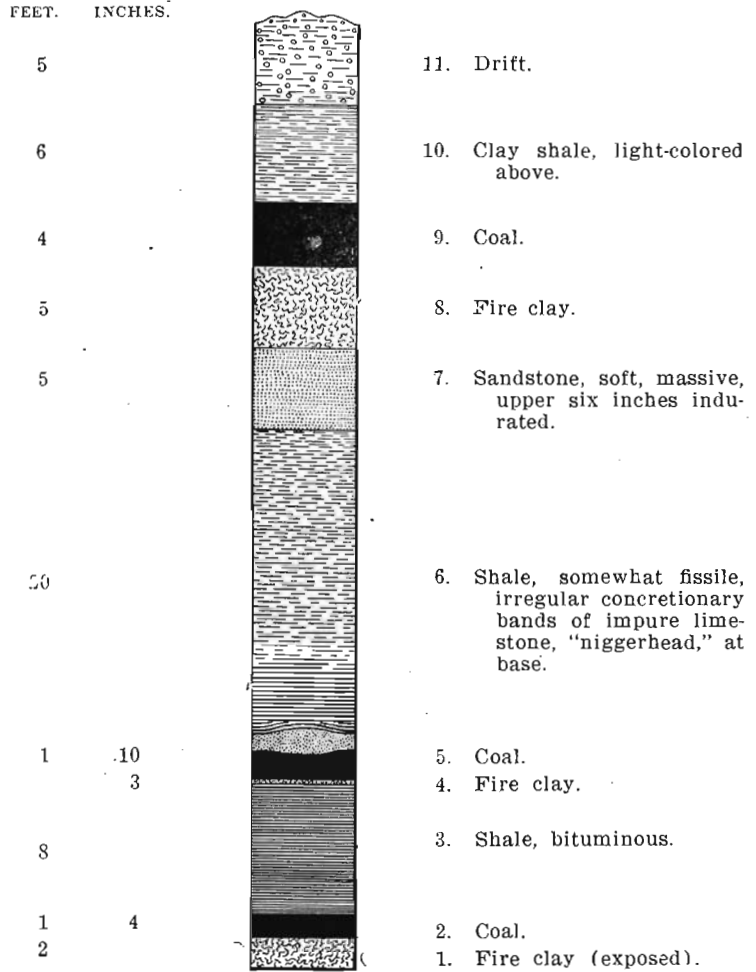 FEET. INCHES.
5 11. Drift.
6 10. Clay shale, light-colored
above.
4 9. Coal.
5 8. Fire clay.
5 7. Sandstone, soft, massive,
upper six inches indu-
rated.
20 6. Shale, somewhat fissile,
irregular concretionary
bands of impure lime-
stone, "niggerhead," at
base.
1 10 5. Coal.
3 4. Fire clay.
8 3. Shale, bituminous.
1 4 2. Coal.
2 1. Fire clay (exposed).